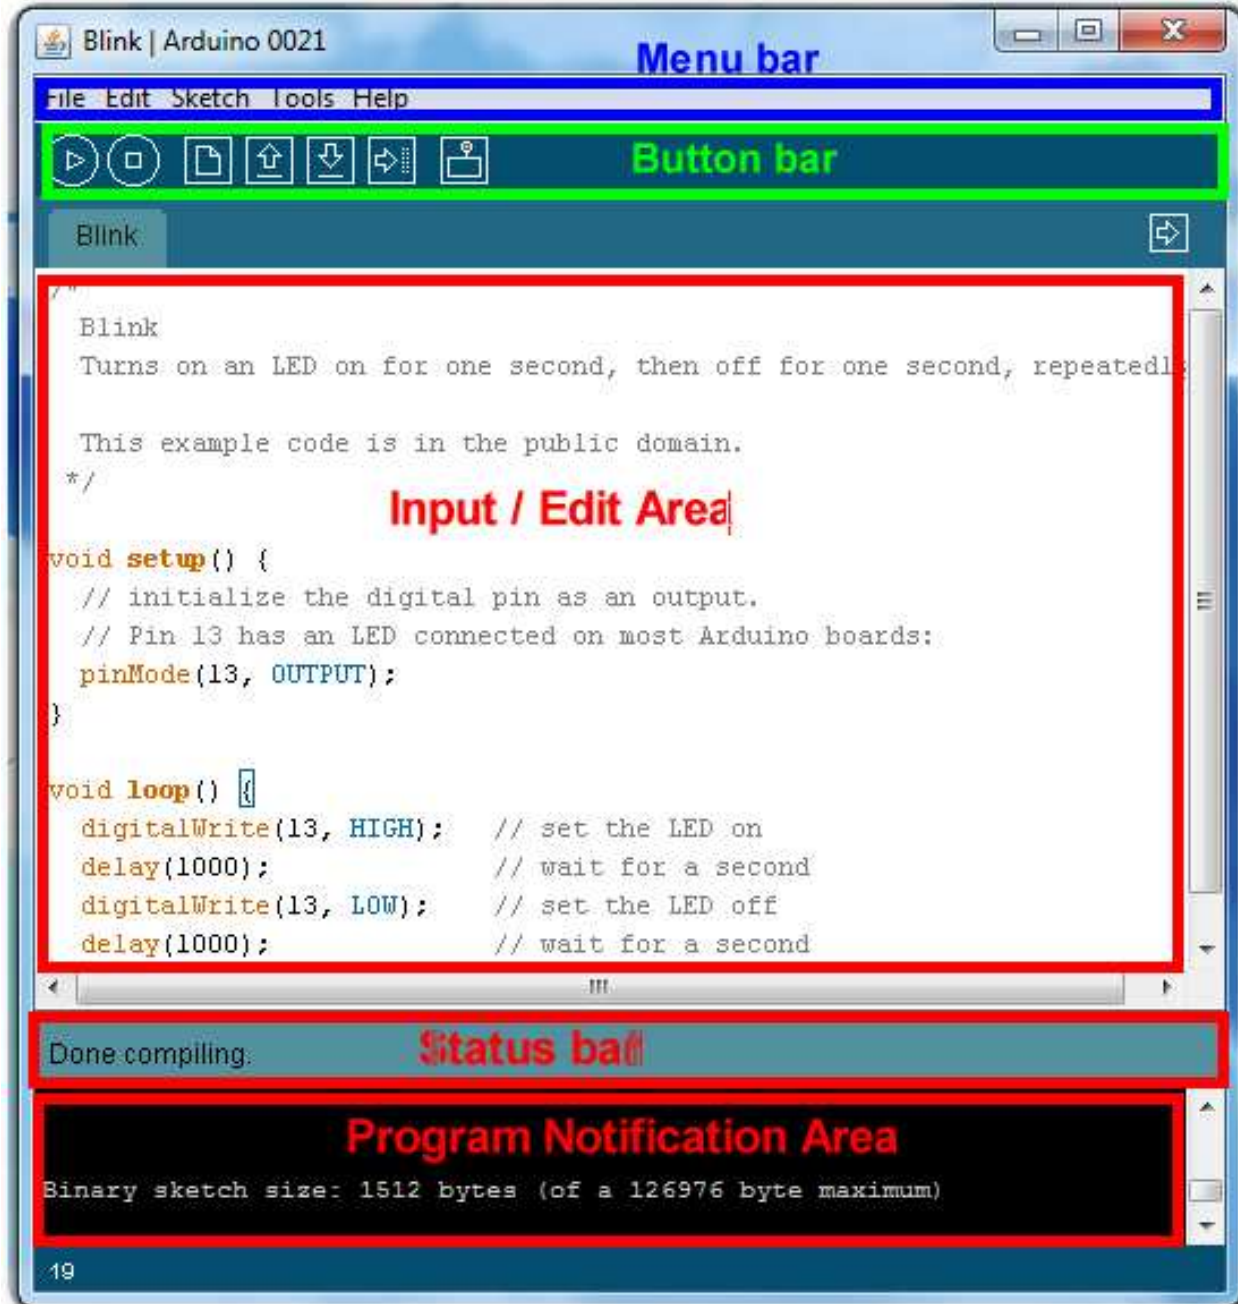 Blink | Arduino 0021
Menu bar
File Edit Sketch Tools Help
Button bar
Blink
/*
Blink
Turns on an LED on for one second, then off for one second, repeatedly
This example code is in the public domain.
*/
Input / Edit Area
void setup() {
// initialize the digital pin as an output.
// Pin 13 has an LED connected on most Arduino boards:
pinMode(13, OUTPUT);
}
void loop() {
digitalWrite(13, HIGH); // set the LED on
delay(1000); // wait for a second
digitalWrite(13, LOW); // set the LED off
delay(1000); // wait for a second
Done compiling. Status bar
Program Notification Area
Binary sketch size: 1512 bytes (of a 126976 byte maximum)
19